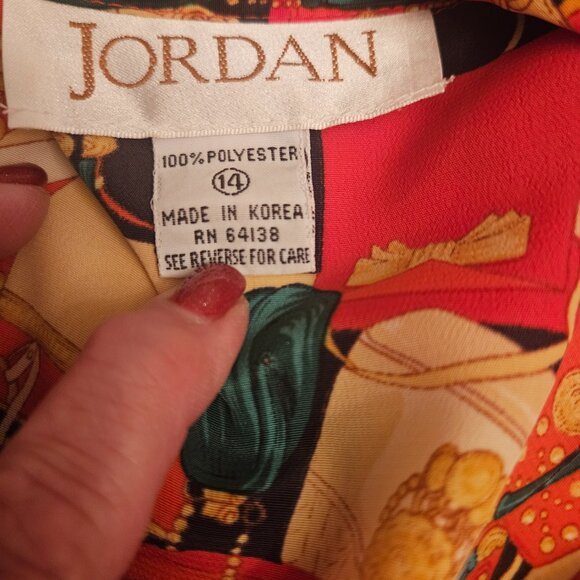 JORDAN
100% POLYESTER
14
MADE IN KOREA
RN 64138
SEE REVERSE FOR CARE